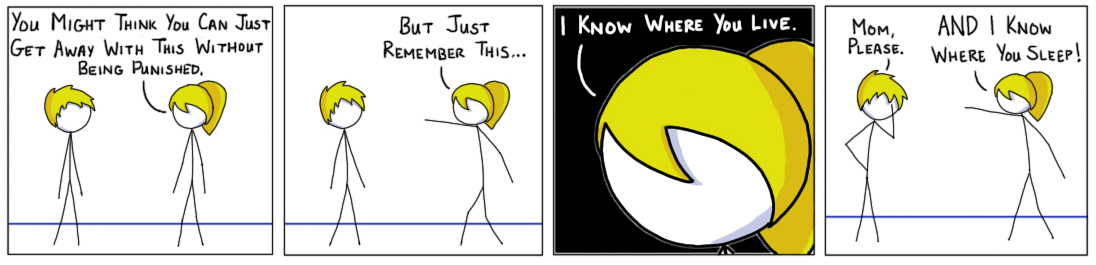 You Might Think You Can Just
Get Away With This Without
Being Punished.
But Just
Remember This...
I Know Where You Live.
Mom,
Please.
AND I Know
Where You Sleep!